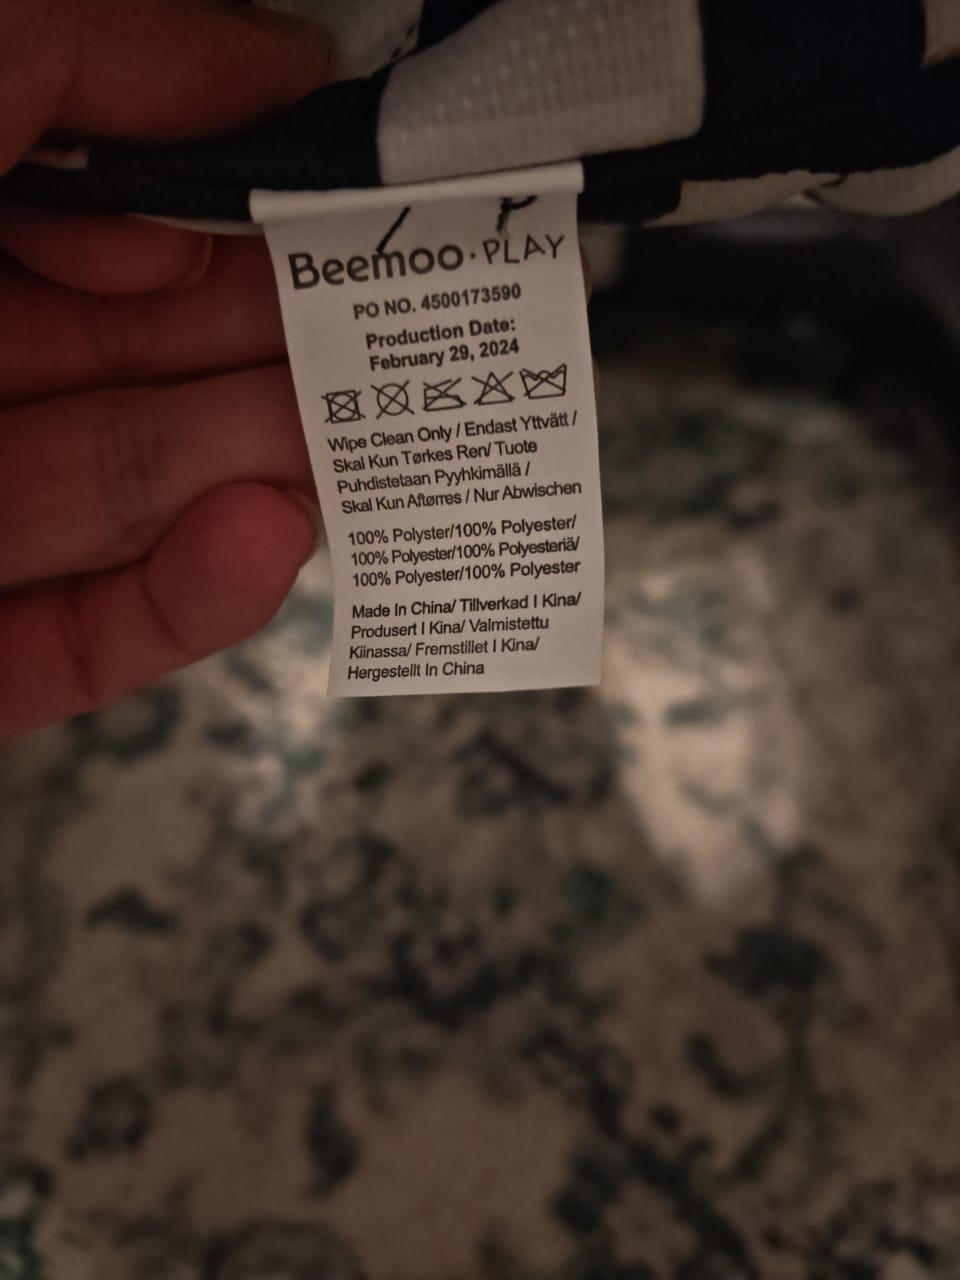 Beemoo·PLAY
PO NO. 4500173590
Production Date:
February 29, 2024
Wipe Clean Only / Endast Yttvätt /
Skal Kun Tørkes Ren/ Tuote
Puhdistetaan Pyyhkimällä /
Skal Kun Aftørres / Nur Abwischen
100% Polyster/100% Polyester/
100% Polyester/100% Polyesteriä/
100% Polyester/100% Polyester
Made In China/ Tillverkad I Kina/
Produsert I Kina/ Valmistettu
Kiinassa/ Fremstillet I Kina/
Hergestellt In China